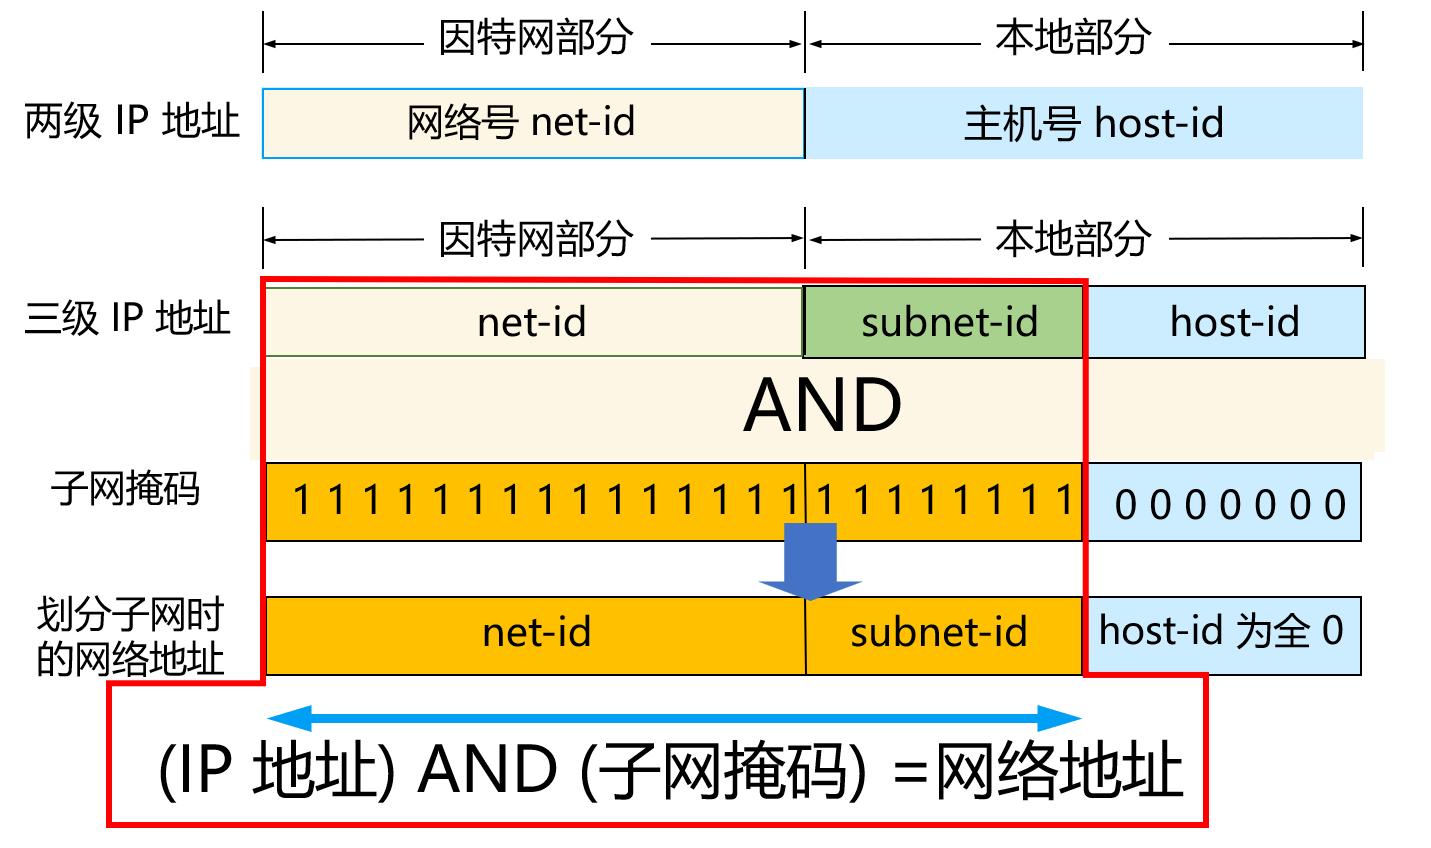 因特网部分 本地部分
两级 IP 地址 网络号 net-id 主机号 host-id
因特网部分 本地部分
三级 IP 地址 net-id subnet-id host-id
AND
子网掩码 1 1 1 1 1 1 1 1 1 1 1 1 1 1 1 1 1 1 1 1 1 1 1 0 0 0 0 0 0 0
划分子网时
的网络地址 net-id subnet-id host-id 为全 0
(IP 地址) AND (子网掩码) =网络地址